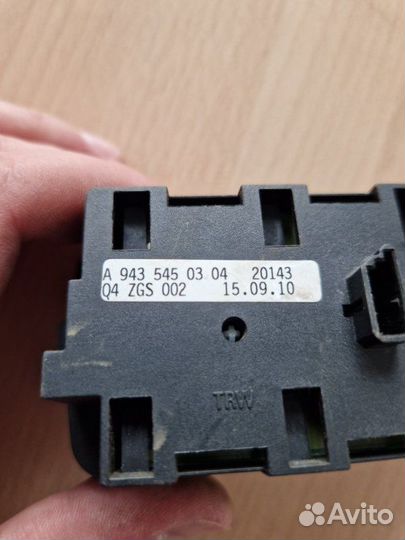 A 943 545 03 04 20143
Q4 ZGS 002 15.09.10
TRW
Avito